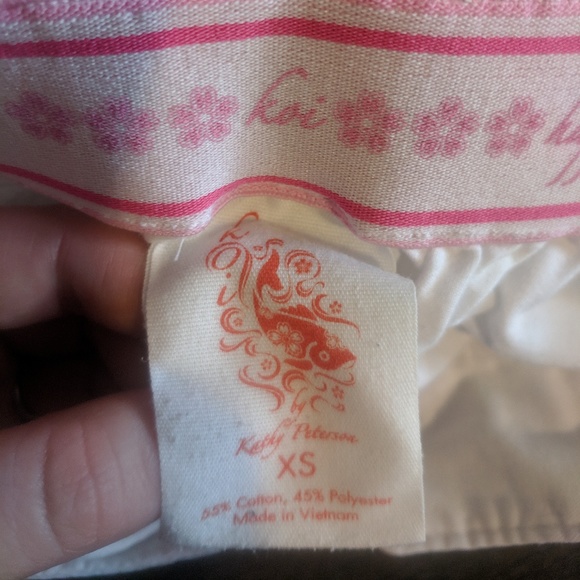 koi
koi
by
Kathy Peterson
XS
55% Cotton, 45% Polyester
Made in Vietnam